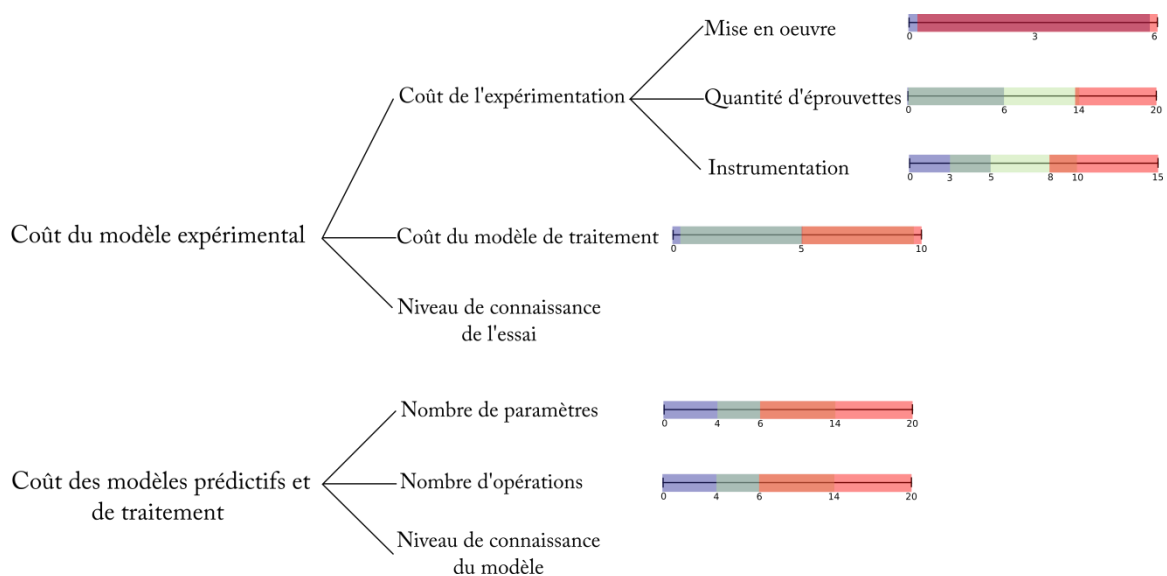 Mise en oeuvre
0 3 6
Coût de l'expérimentation
Quantité d'éprouvettes
0 6 14 20
Instrumentation
0 3 5 8 10 15
Coût du modèle expérimental
Coût du modèle de traitement
0 5 10
Niveau de connaissance
de l'essai
Nombre de paramètres
0 4 6 14 20
Coût des modèles prédictifs et
de traitement
Nombre d'opérations
0 4 6 14 20
Niveau de connaissance
du modèle